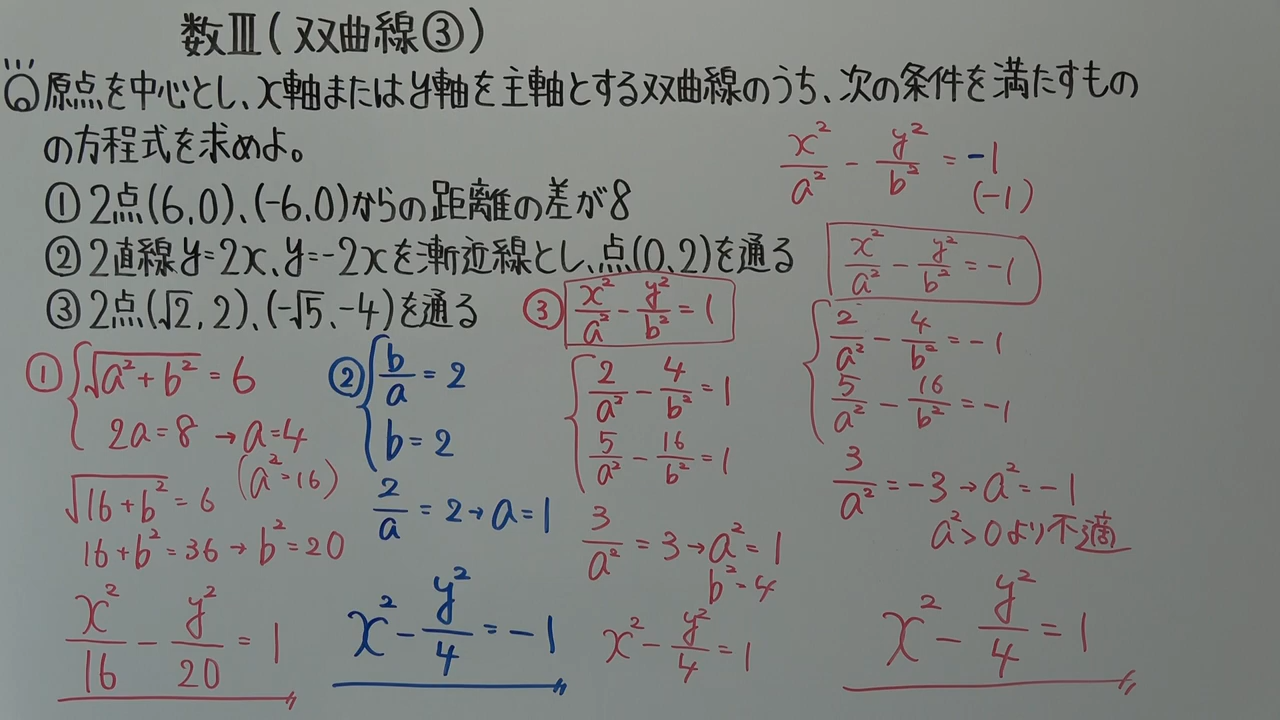 数Ⅲ(双曲線③)
Q 原点を中心とし、x軸またはy軸を主軸とする双曲線のうち、次の条件を満たすもの
の方程式を求めよ。
①2点(6,0)、(-6,0)からの距離の差が8
②2直線y=2x、y=-2xを漸近線とし、点(0,2)を通る
③2点(√2,2)、(-√5,-4)を通る
x²/a² - y²/b² = -1
(-1)
① √(a²+b²) = 6
2a=8 → a=4
(a²=16)
√(16+b²) = 6
16+b²=36 → b²=20
x²/16 - y²/20 = 1
② b/a = 2
b=2
2/a = 2 → a=1
x² - y²/4 = -1
③ x²/a² - y²/b² = 1
2/a² - 4/b² = 1
5/a² - 16/b² = 1
3/a² = 3 → a²=1
b²=4
x² - y²/4 = 1
x²/a² - y²/b² = -1
2/a² - 4/b² = -1
5/a² - 16/b² = -1
3/a² = -3 → a²=-1
a²>0より不適
x² - y²/4 = 1